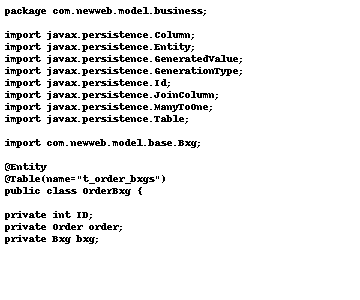 package com.newweb.model.business;
import javax.persistence.Column;
import javax.persistence.Entity;
import javax.persistence.GeneratedValue;
import javax.persistence.GenerationType;
import javax.persistence.Id;
import javax.persistence.JoinColumn;
import javax.persistence.ManyToOne;
import javax.persistence.Table;
import com.newweb.model.base.Bxg;
@Entity
@Table(name="t_order_bxgs")
public class OrderBxg {
private int ID;
private Order order;
private Bxg bxg;